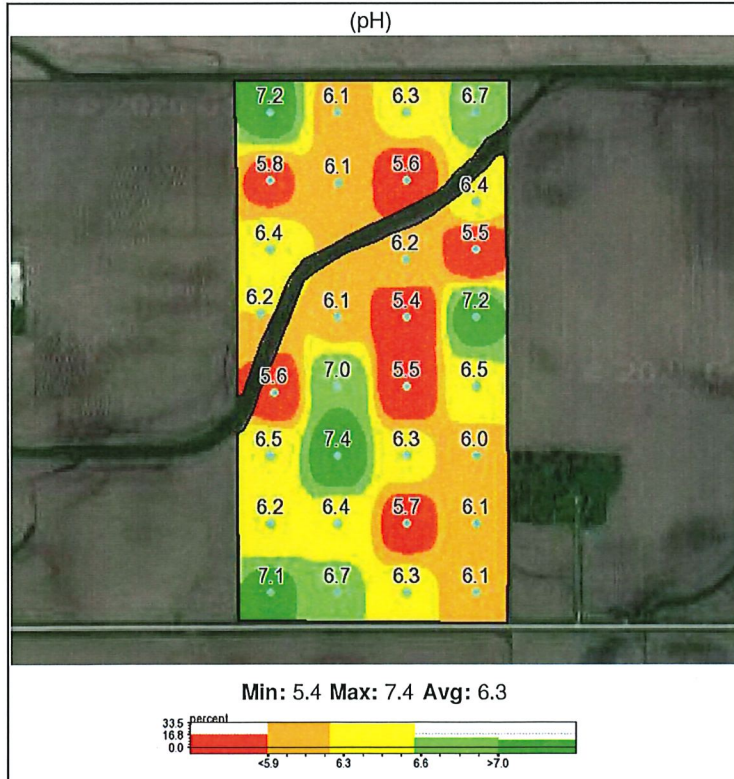 (pH)
7.2 6.1 6.3 6.7
5.8 6.1 5.6 6.4
6.4 6.2 5.5
6.2 6.1 5.4 7.2
5.6 7.0 5.5 6.5
6.5 7.4 6.3 6.0
6.2 6.4 5.7 6.1
7.1 6.7 6.3 6.1
Min: 5.4 Max: 7.4 Avg: 6.3
percent
33.5
16.8
0.0
<5.9 6.3 6.6 >7.0